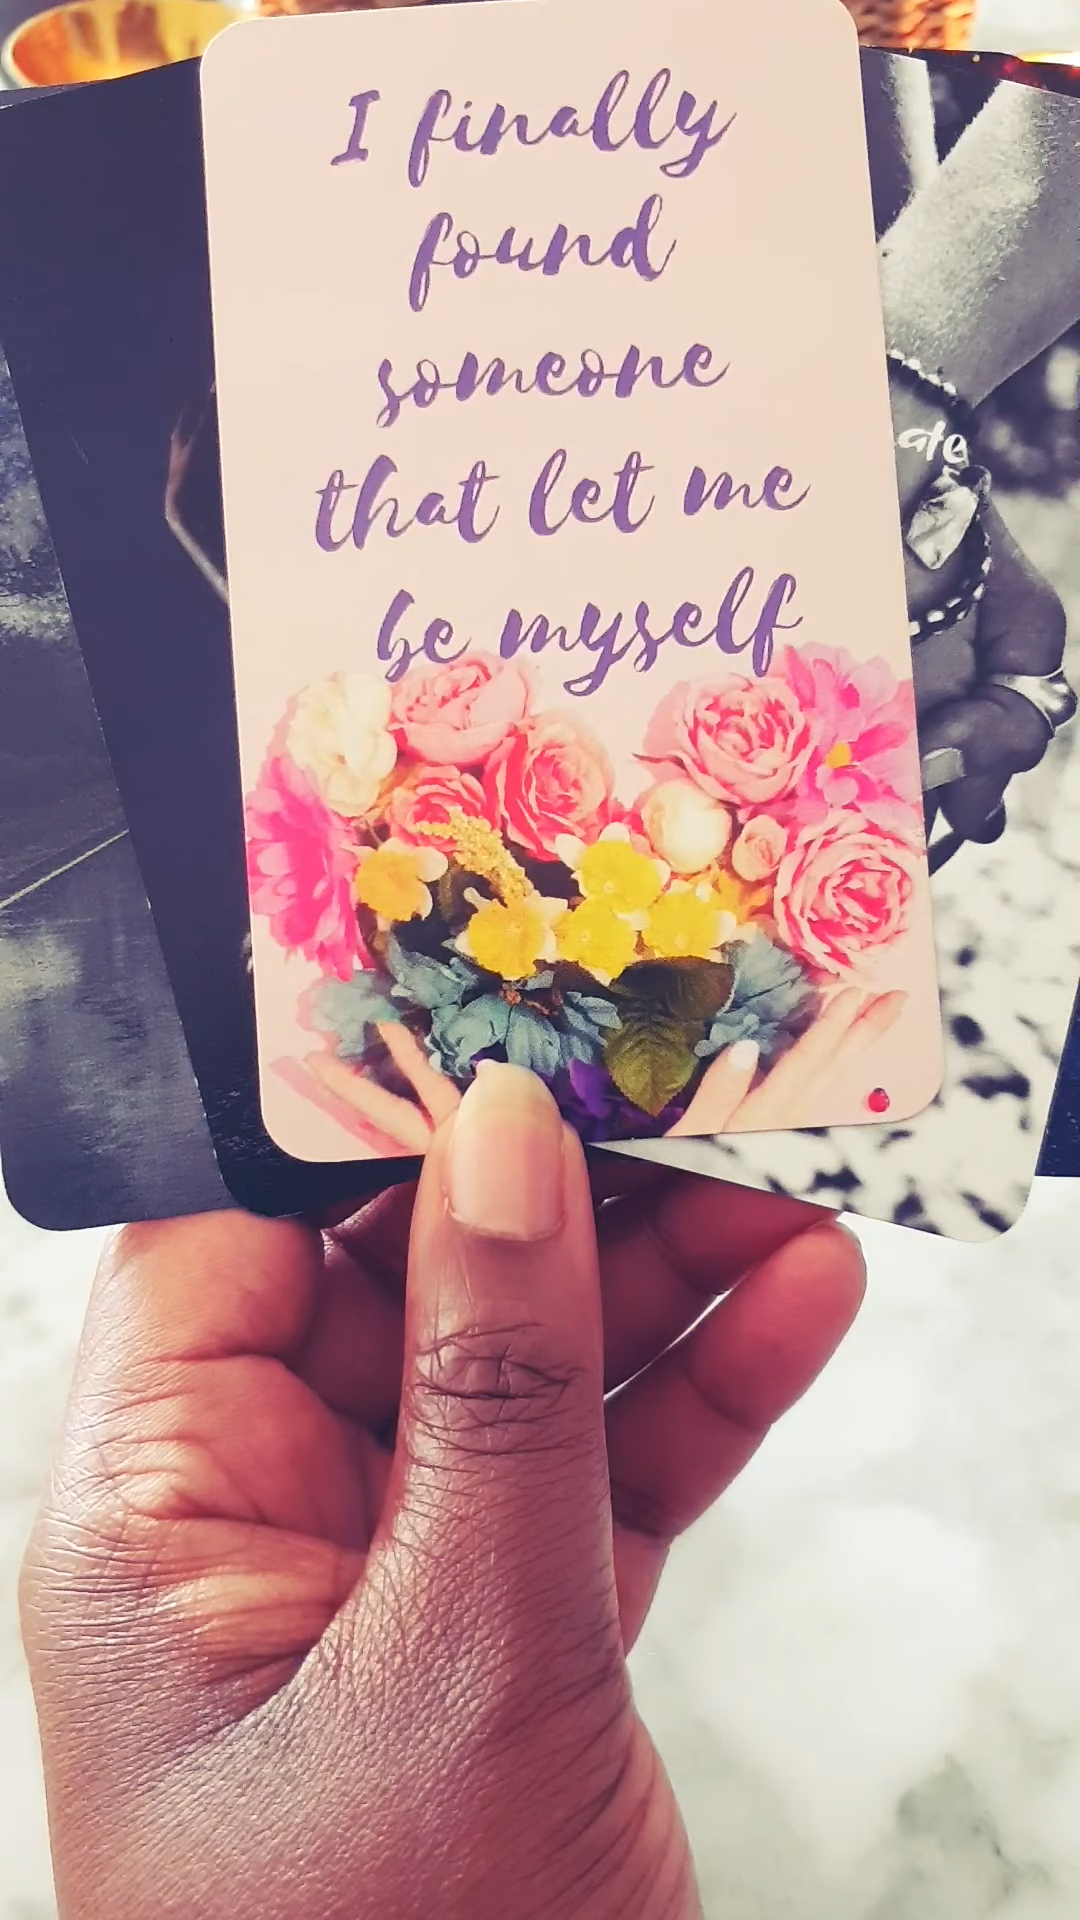 I finally
found
someone
that let me
be myself